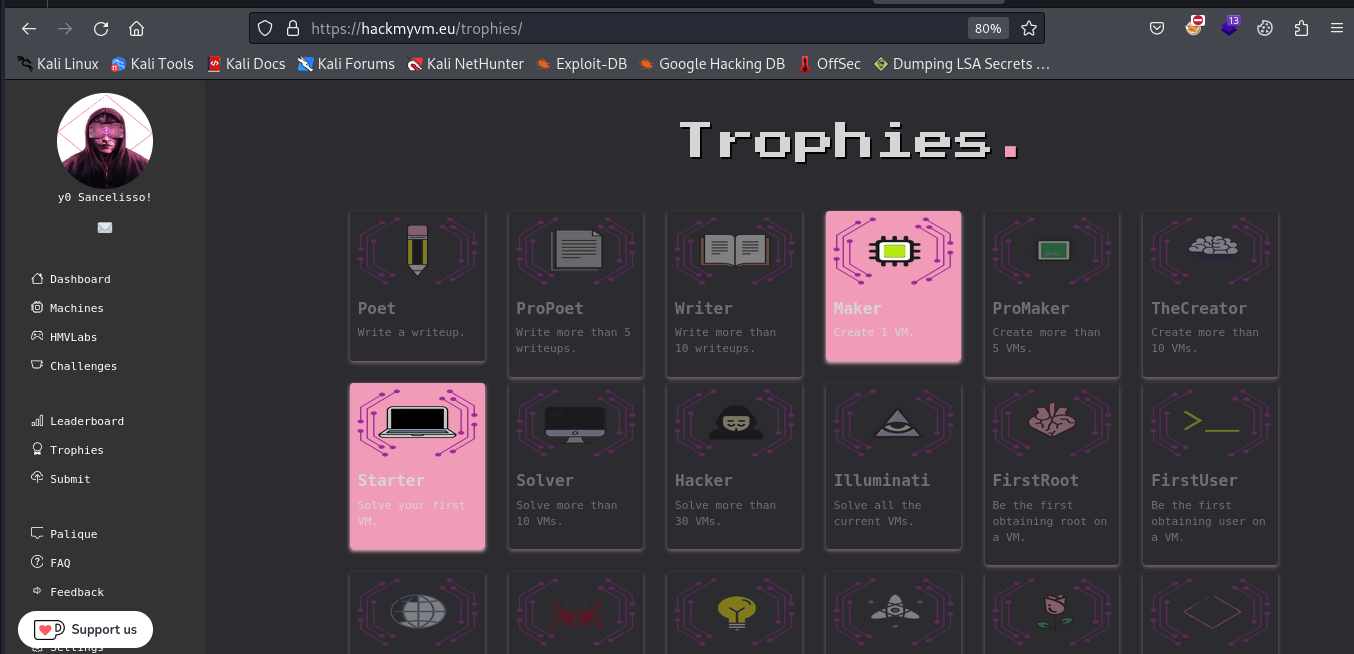 https://hackmyvm.eu/trophies/
80%
13
Kali Linux
Kali Tools
Kali Docs
Kali Forums
Kali NetHunter
Exploit-DB
Google Hacking DB
OffSec
Dumping LSA Secrets …
y0 Sancelisso!
Dashboard
Machines
HMVLabs
Challenges
Leaderboard
Trophies
Submit
Palique
FAQ
Feedback
Support us
Settings
Trophies.
Poet
Write a writeup.
ProPoet
Write more than 5
writeups.
Writer
Write more than
10 writeups.
Maker
Create 1 VM.
ProMaker
Create more than
5 VMs.
TheCreator
Create more than
10 VMs.
Starter
Solve your first
VM.
Solver
Solve more than
10 VMs.
Hacker
Solve more than
30 VMs.
Illuminati
Solve all the
current VMs.
FirstRoot
Be the first
obtaining root on
a VM.
FirstUser
Be the first
obtaining user on
a VM.